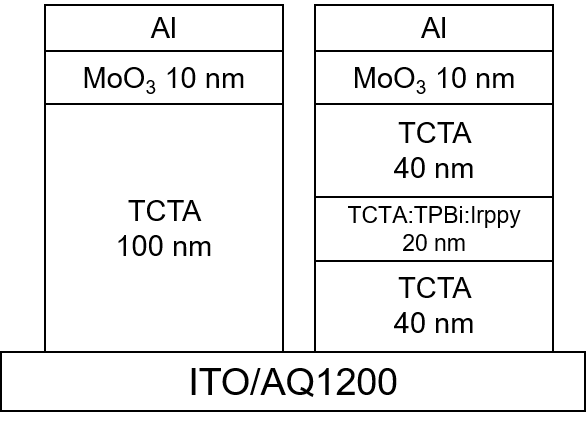 Al
MoO₃ 10 nm
TCTA
100 nm
Al
MoO₃ 10 nm
TCTA
40 nm
TCTA:TPBi:Irppy
20 nm
TCTA
40 nm
ITO/AQ1200